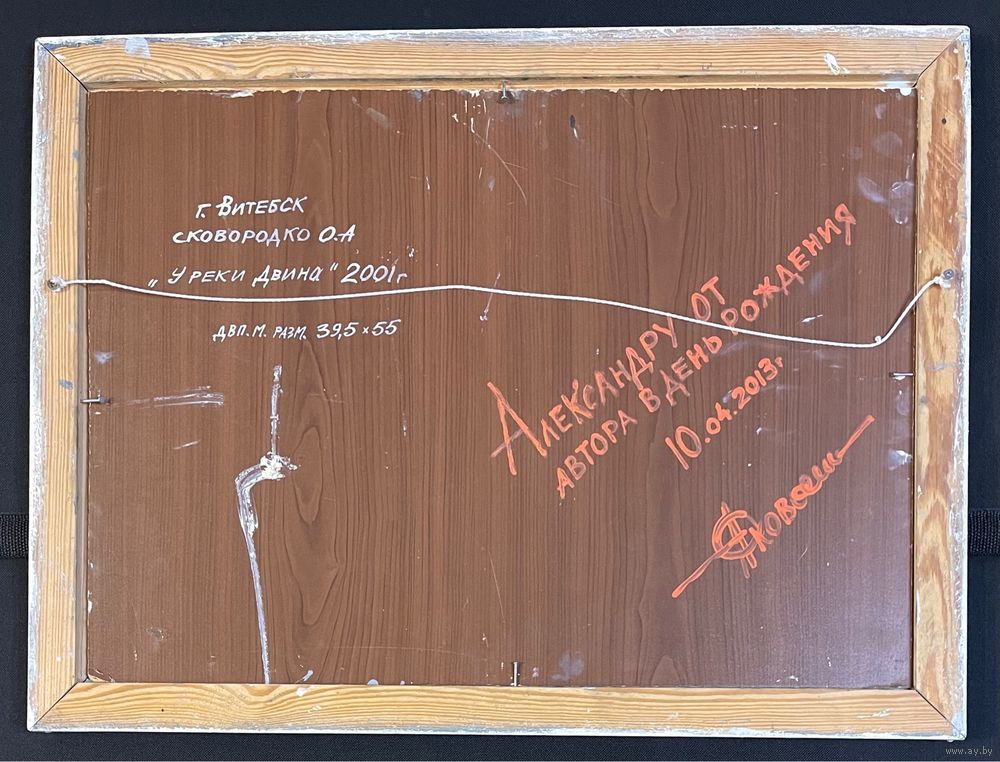 г. Витебск
Сковородко О.А
„У реки Двина" 2001г
ДВП. М. РАЗМ. 39,5 × 55
Александру от
автора в день рождения
10.04.2013г
www.ay.by